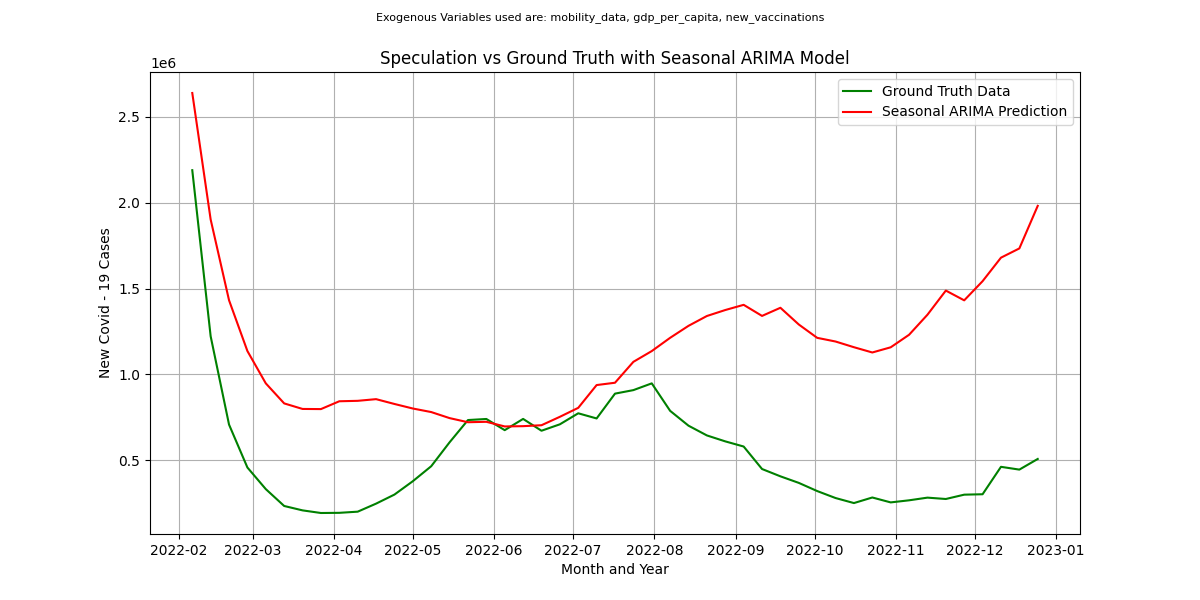 Exogenous Variables used are: mobility_data, gdp_per_capita, new_vaccinations
Speculation vs Ground Truth with Seasonal ARIMA Model
1e6
Ground Truth Data
Seasonal ARIMA Prediction
2.5
2.0
1.5
1.0
0.5
New Covid - 19 Cases
2022-02 2022-03 2022-04 2022-05 2022-06 2022-07 2022-08 2022-09 2022-10 2022-11 2022-12 2023-01
Month and Year